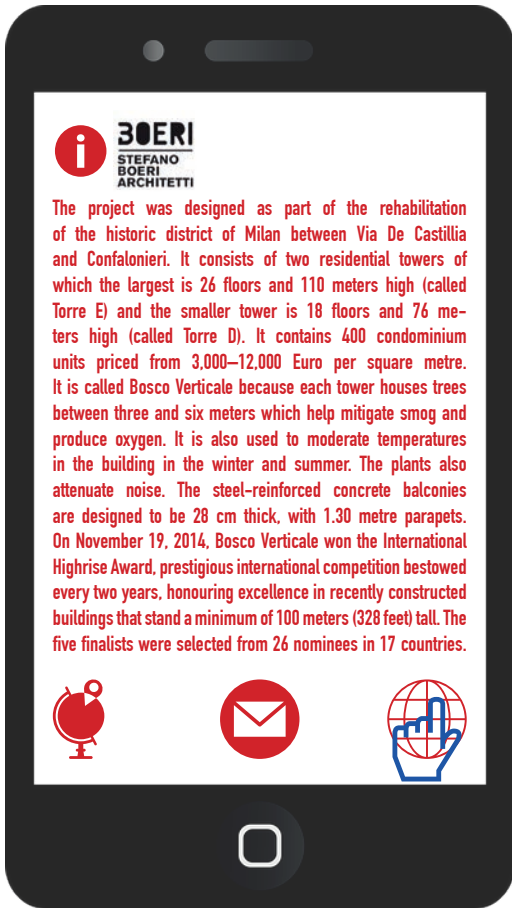 i
BOERI
STEFANO
BOERI
ARCHITETTI
The project was designed as part of the rehabilitation
of the historic district of Milan between Via De Castillia
and Confalonieri. It consists of two residential towers of
which the largest is 26 floors and 110 meters high (called
Torre E) and the smaller tower is 18 floors and 76 me-
ters high (called Torre D). It contains 400 condominium
units priced from 3,000–12,000 Euro per square metre.
It is called Bosco Verticale because each tower houses trees
between three and six meters which help mitigate smog and
produce oxygen. It is also used to moderate temperatures
in the building in the winter and summer. The plants also
attenuate noise. The steel-reinforced concrete balconies
are designed to be 28 cm thick, with 1.30 metre parapets.
On November 19, 2014, Bosco Verticale won the International
Highrise Award, prestigious international competition bestowed
every two years, honouring excellence in recently constructed
buildings that stand a minimum of 100 meters (328 feet) tall. The
five finalists were selected from 26 nominees in 17 countries.